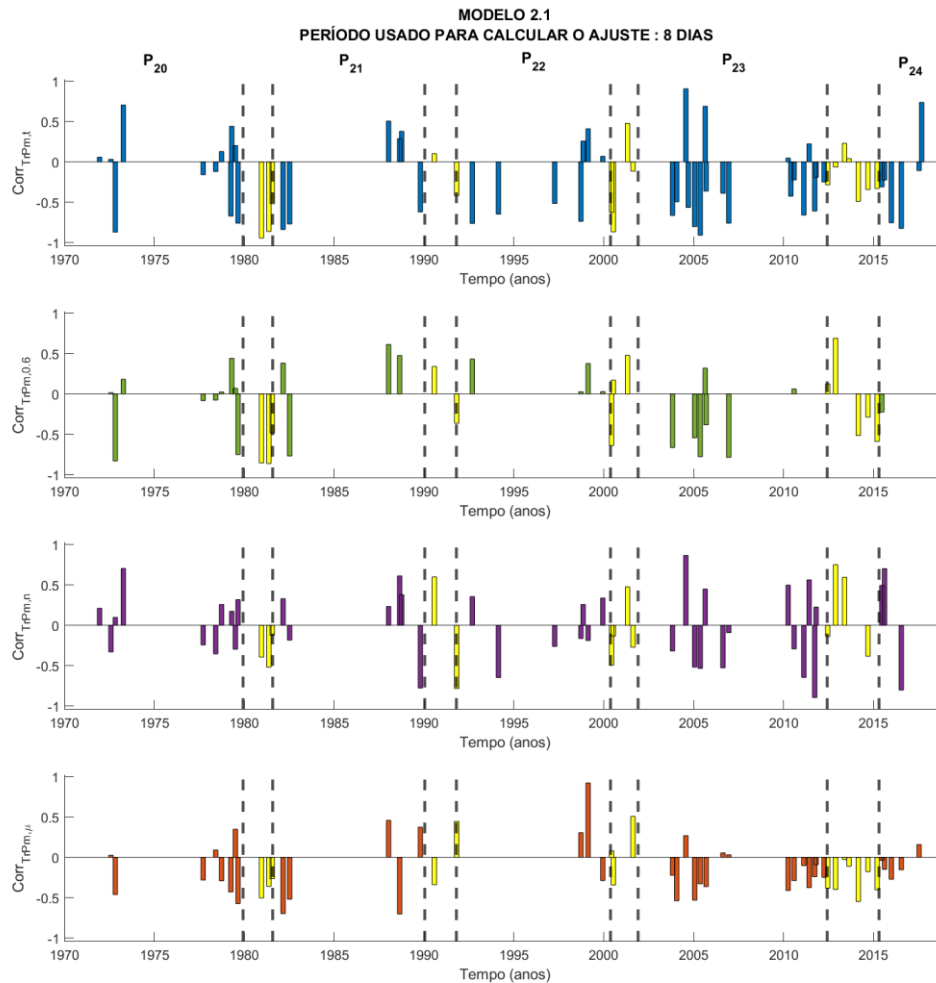 MODELO 2.1
PERÍODO USADO PARA CALCULAR O AJUSTE : 8 DIAS
P20 P21 P22 P23 P24
1
0.5
0
-0.5
-1
Corr_TrPm,t
1970 1975 1980 1985 1990 1995 2000 2005 2010 2015
Tempo (anos)
1
0.5
0
-0.5
-1
Corr_TrPm,0.6
1970 1975 1980 1985 1990 1995 2000 2005 2010 2015
Tempo (anos)
1
0.5
0
-0.5
-1
Corr_TrPm,n
1970 1975 1980 1985 1990 1995 2000 2005 2010 2015
Tempo (anos)
1
0.5
0
-0.5
-1
Corr_TrPm,μ
1970 1975 1980 1985 1990 1995 2000 2005 2010 2015
Tempo (anos)